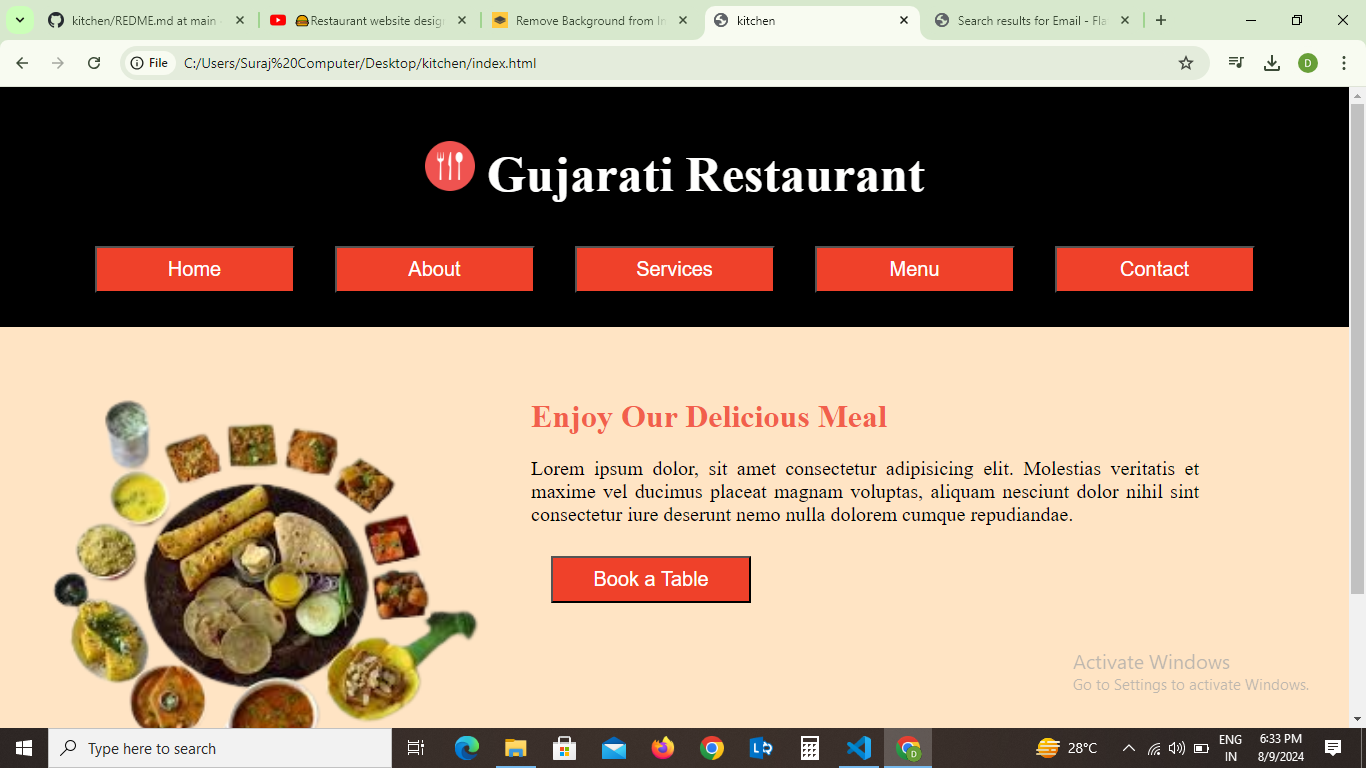 kitchen/REDME.md at main
🍔Restaurant website design
Remove Background from Im
kitchen
Search results for Email - Fla
File
C:/Users/Suraj%20Computer/Desktop/kitchen/index.html
D
Gujarati Restaurant
Home
About
Services
Menu
Contact
Enjoy Our Delicious Meal
Lorem ipsum dolor, sit amet consectetur adipisicing elit. Molestias veritatis et
maxime vel ducimus placeat magnam voluptas, aliquam nesciunt dolor nihil sint
consectetur iure deserunt nemo nulla dolorem cumque repudiandae.
Book a Table
Activate Windows
Go to Settings to activate Windows.
Type here to search
28°C
ENG
IN
6:33 PM
8/9/2024